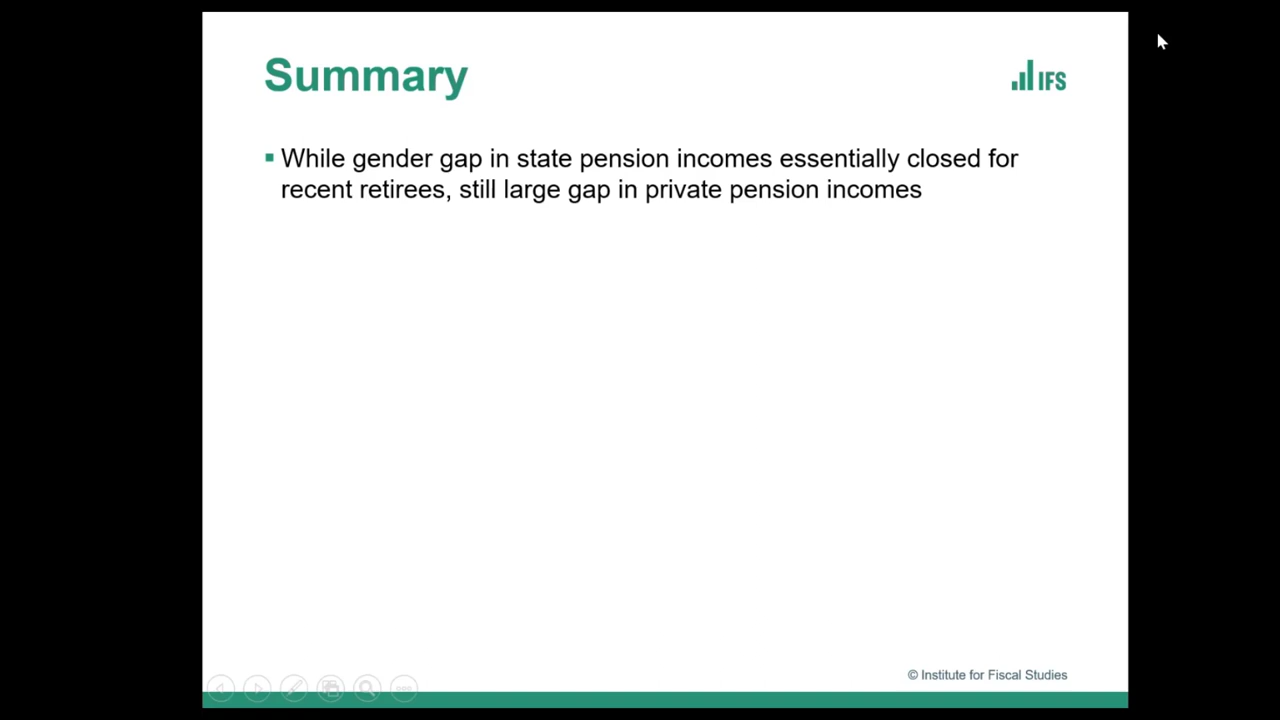 Summary
IFS
While gender gap in state pension incomes essentially closed for
recent retirees, still large gap in private pension incomes
© Institute for Fiscal Studies